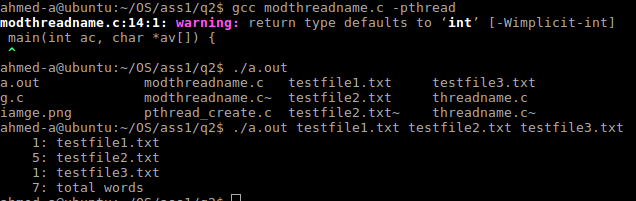 ahmed-a@ubuntu:~/OS/ass1/q2$ gcc modthreadname.c -pthread
modthreadname.c:14:1: warning: return type defaults to ‘int’ [-Wimplicit-int]
 main(int ac, char *av[]) {
 ^
ahmed-a@ubuntu:~/OS/ass1/q2$ ./a.out
a.out           modthreadname.c   testfile1.txt     testfile3.txt
g.c             modthreadname.c~  testfile2.txt     threadname.c
iamge.png       pthread_create.c  testfile2.txt~    threadname.c~
ahmed-a@ubuntu:~/OS/ass1/q2$ ./a.out testfile1.txt testfile2.txt testfile3.txt
    1: testfile1.txt
    5: testfile2.txt
    1: testfile3.txt
    7: total words
ahmed-a@ubuntu:~/OS/ass1/q2$